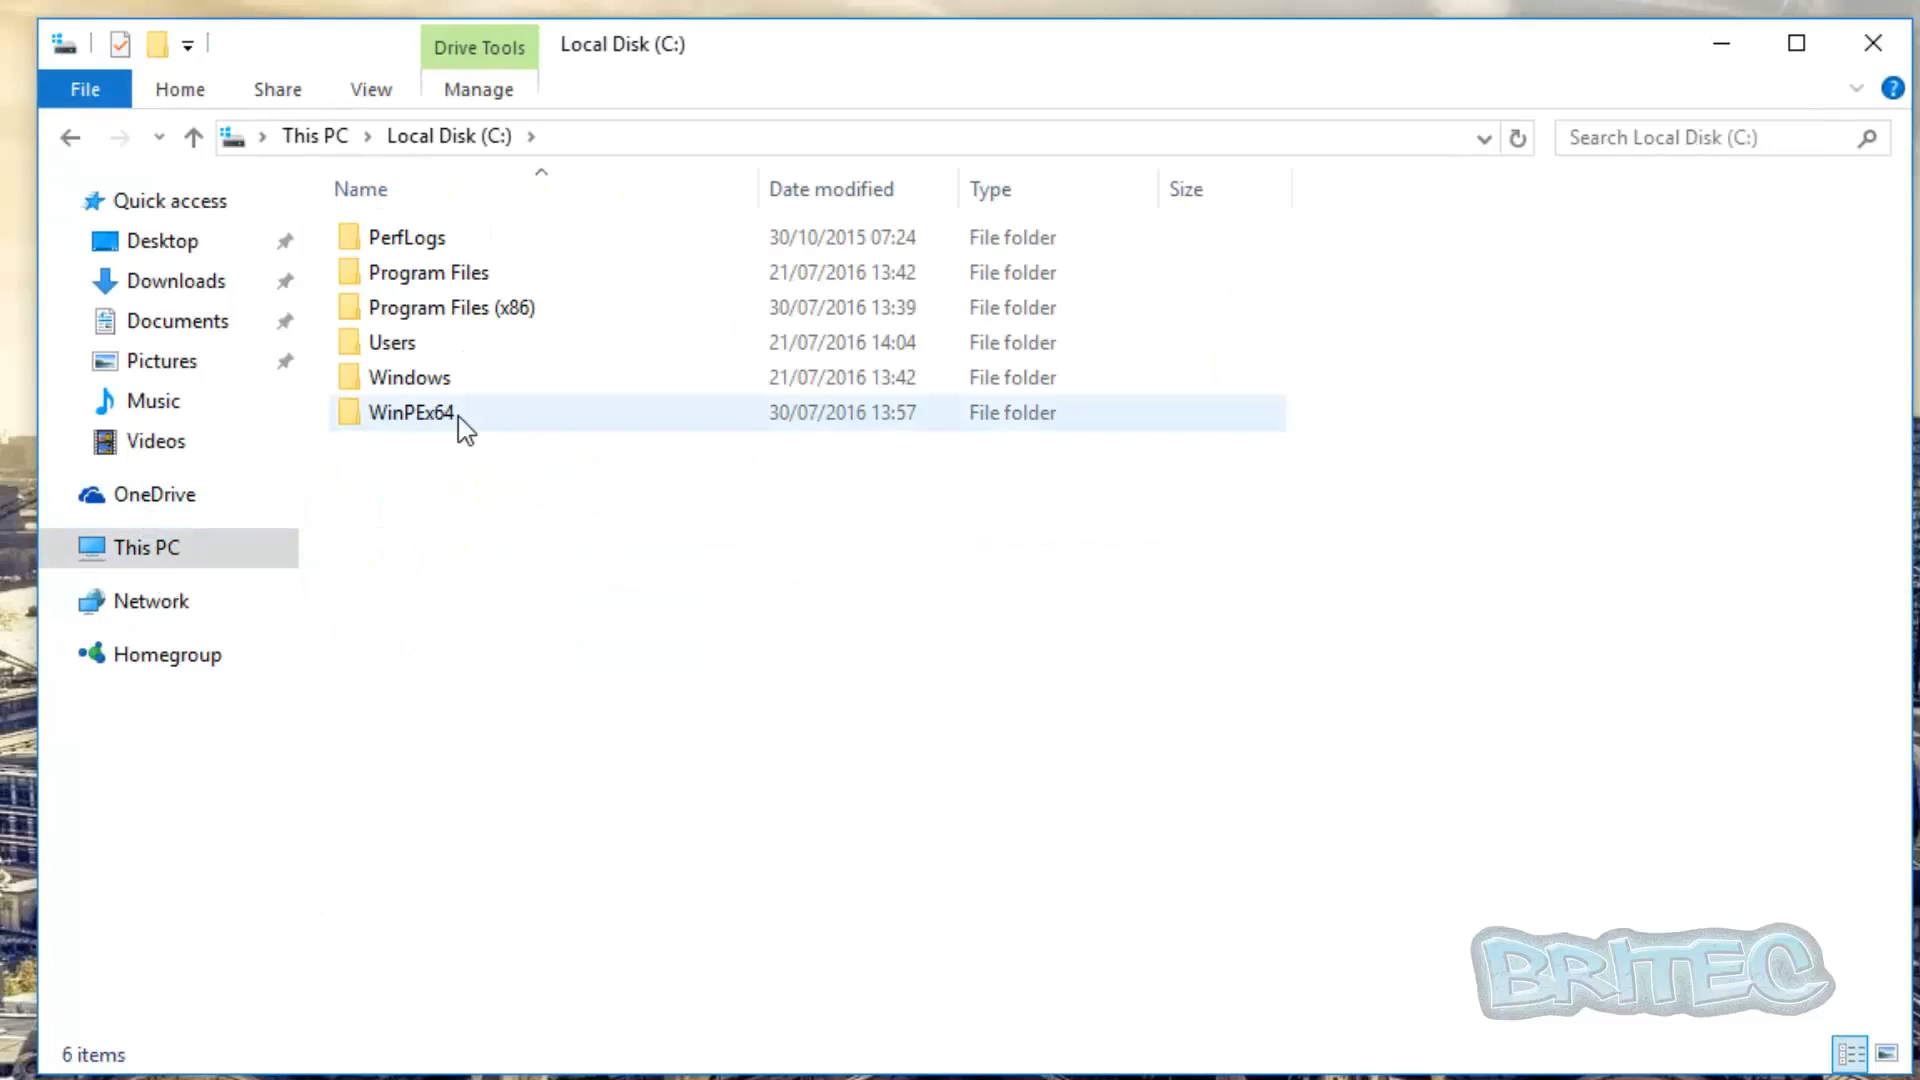 Drive Tools
Local Disk (C:)
File
Home
Share
View
Manage
?
This PC
Local Disk (C:)
Search Local Disk (C:)
Name
Date modified
Type
Size
Quick access
Desktop
Downloads
Documents
Pictures
Music
Videos
OneDrive
This PC
Network
Homegroup
PerfLogs 30/10/2015 07:24 File folder
Program Files 21/07/2016 13:42 File folder
Program Files (x86) 30/07/2016 13:39 File folder
Users 21/07/2016 14:04 File folder
Windows 21/07/2016 13:42 File folder
WinPEx64 30/07/2016 13:57 File folder
BRITEC
6 items